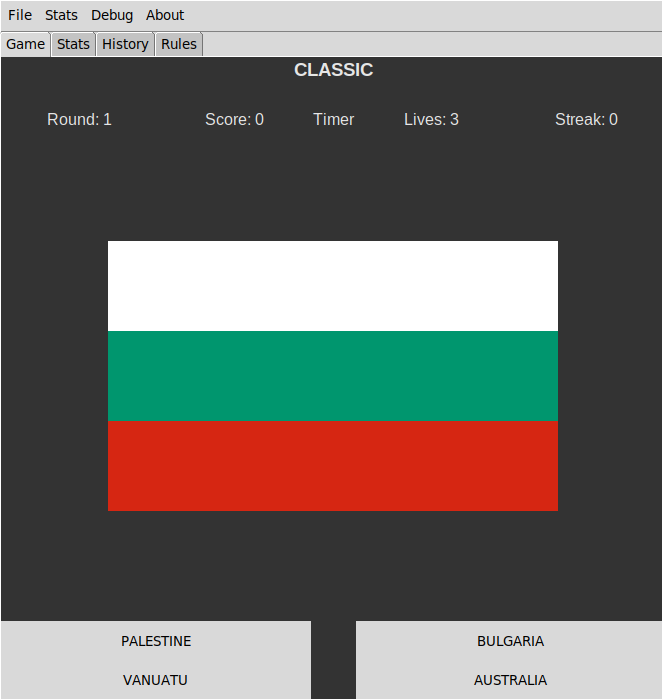 File Stats Debug About
Game Stats History Rules
CLASSIC
Round: 1 Score: 0 Timer Lives: 3 Streak: 0
PALESTINE BULGARIA
VANUATU AUSTRALIA